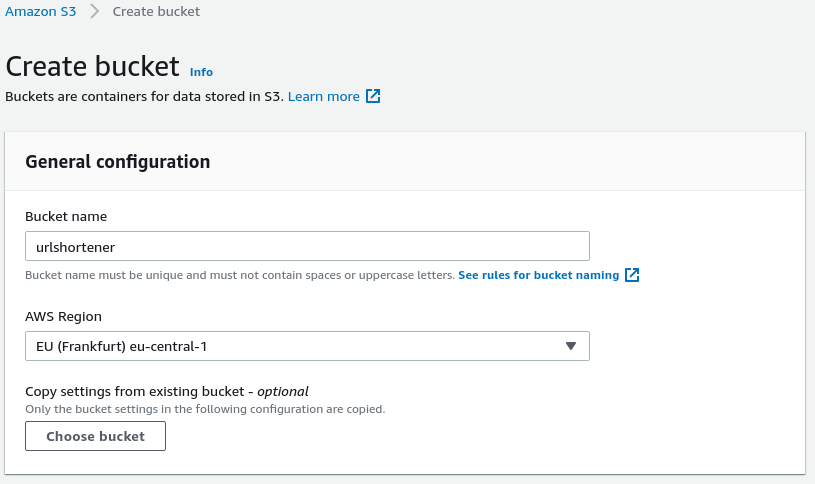 Amazon S3 > Create bucket
Create bucket Info
Buckets are containers for data stored in S3. Learn more
General configuration
Bucket name
urlshortener
Bucket name must be unique and must not contain spaces or uppercase letters. See rules for bucket naming
AWS Region
EU (Frankfurt) eu-central-1
Copy settings from existing bucket - optional
Only the bucket settings in the following configuration are copied.
Choose bucket